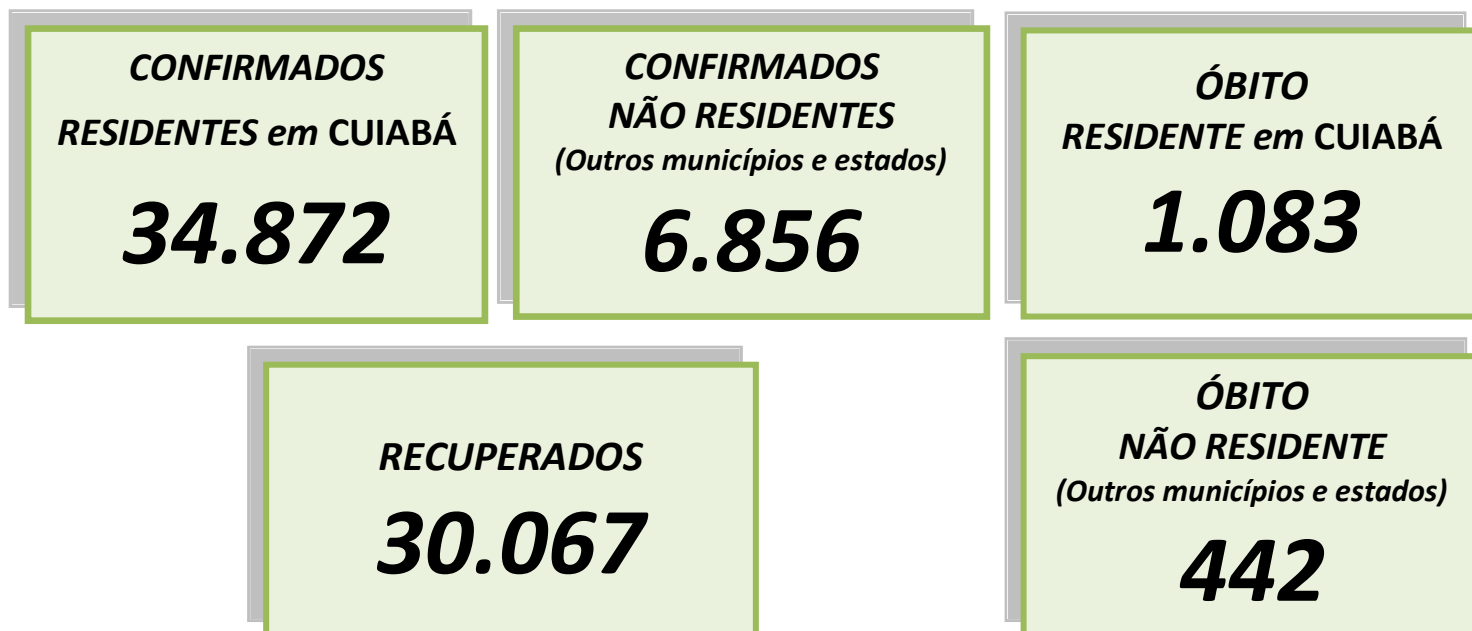 CONFIRMADOS
RESIDENTES em CUIABÁ
34.872
CONFIRMADOS
NÃO RESIDENTES
(Outros municípios e estados)
6.856
ÓBITO
RESIDENTE em CUIABÁ
1.083
RECUPERADOS
30.067
ÓBITO
NÃO RESIDENTE
(Outros municípios e estados)
442